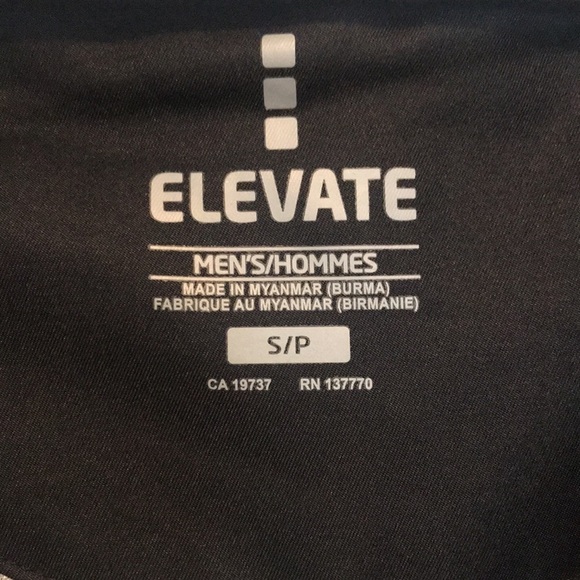 ELEVATE
MEN'S/HOMMES
MADE IN MYANMAR (BURMA)
FABRIQUE AU MYANMAR (BIRMANIE)
S/P
CA 19737 RN 137770